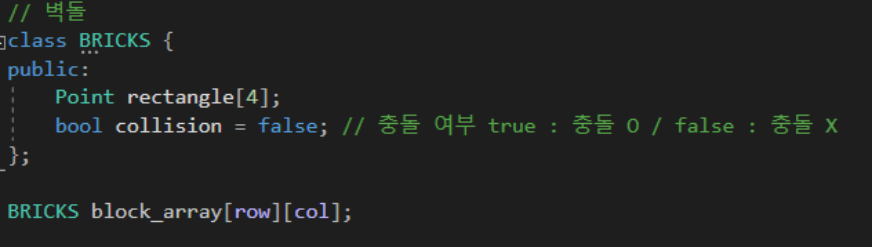 // 벽돌
class BRICKS {
public:
    Point rectangle[4];
    bool collision = false; // 충돌 여부 true : 충돌 O / false : 충돌 X
};
BRICKS block_array[row][col];